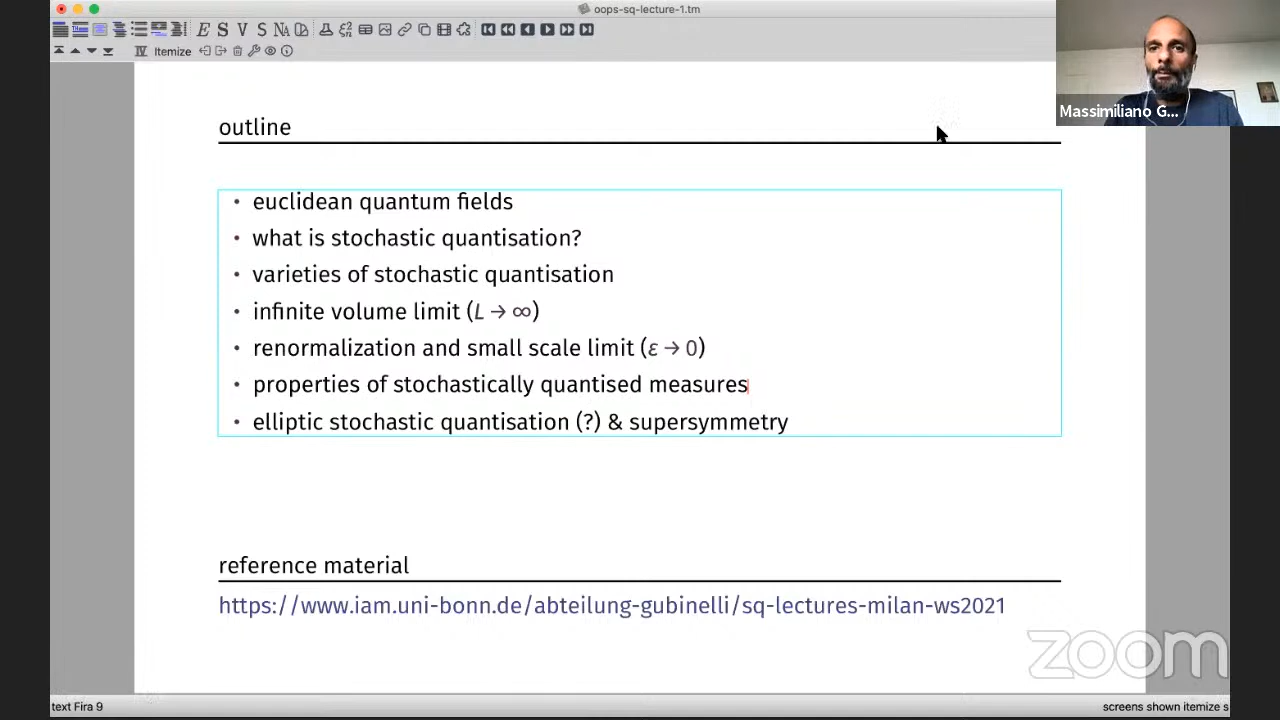 oops-sq-lecture-1.tm
Itemize
Massimiliano G...
outline
• euclidean quantum fields
• what is stochastic quantisation?
• varieties of stochastic quantisation
• infinite volume limit (L → ∞)
• renormalization and small scale limit (ε → 0)
• properties of stochastically quantised measures
• elliptic stochastic quantisation (?) & supersymmetry
reference material
https://www.iam.uni-bonn.de/abteilung-gubinelli/sq-lectures-milan-ws2021
zoom
text Fira 9
screens shown itemize s